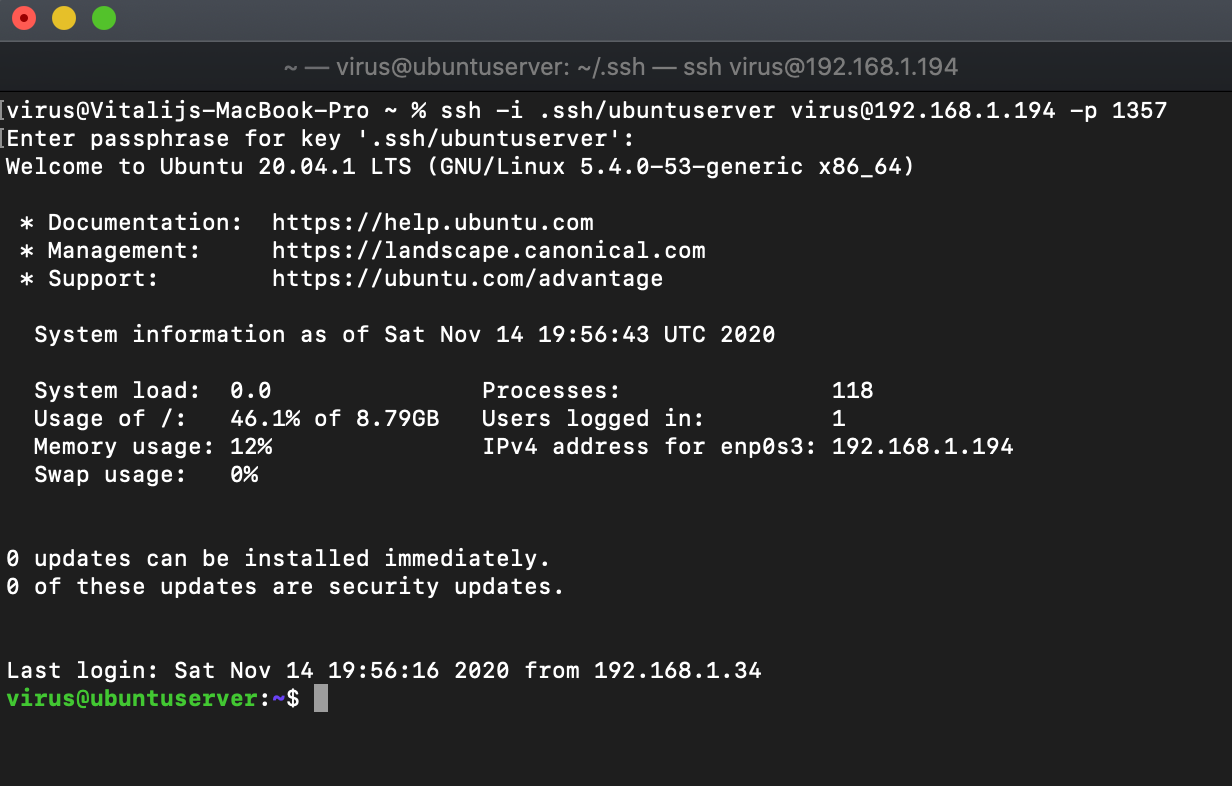 ~ — virus@ubuntuserver: ~/.ssh — ssh virus@192.168.1.194
[virus@Vitalijs-MacBook-Pro ~ % ssh -i .ssh/ubuntuserver virus@192.168.1.194 -p 1357
[Enter passphrase for key '.ssh/ubuntuserver':
Welcome to Ubuntu 20.04.1 LTS (GNU/Linux 5.4.0-53-generic x86_64)
* Documentation:  https://help.ubuntu.com
* Management:     https://landscape.canonical.com
* Support:        https://ubuntu.com/advantage
System information as of Sat Nov 14 19:56:43 UTC 2020
System load:  0.0               Processes:               118
Usage of /:   46.1% of 8.79GB   Users logged in:         1
Memory usage: 12%               IPv4 address for enp0s3: 192.168.1.194
Swap usage:   0%
0 updates can be installed immediately.
0 of these updates are security updates.
Last login: Sat Nov 14 19:56:16 2020 from 192.168.1.34
virus@ubuntuserver:~$